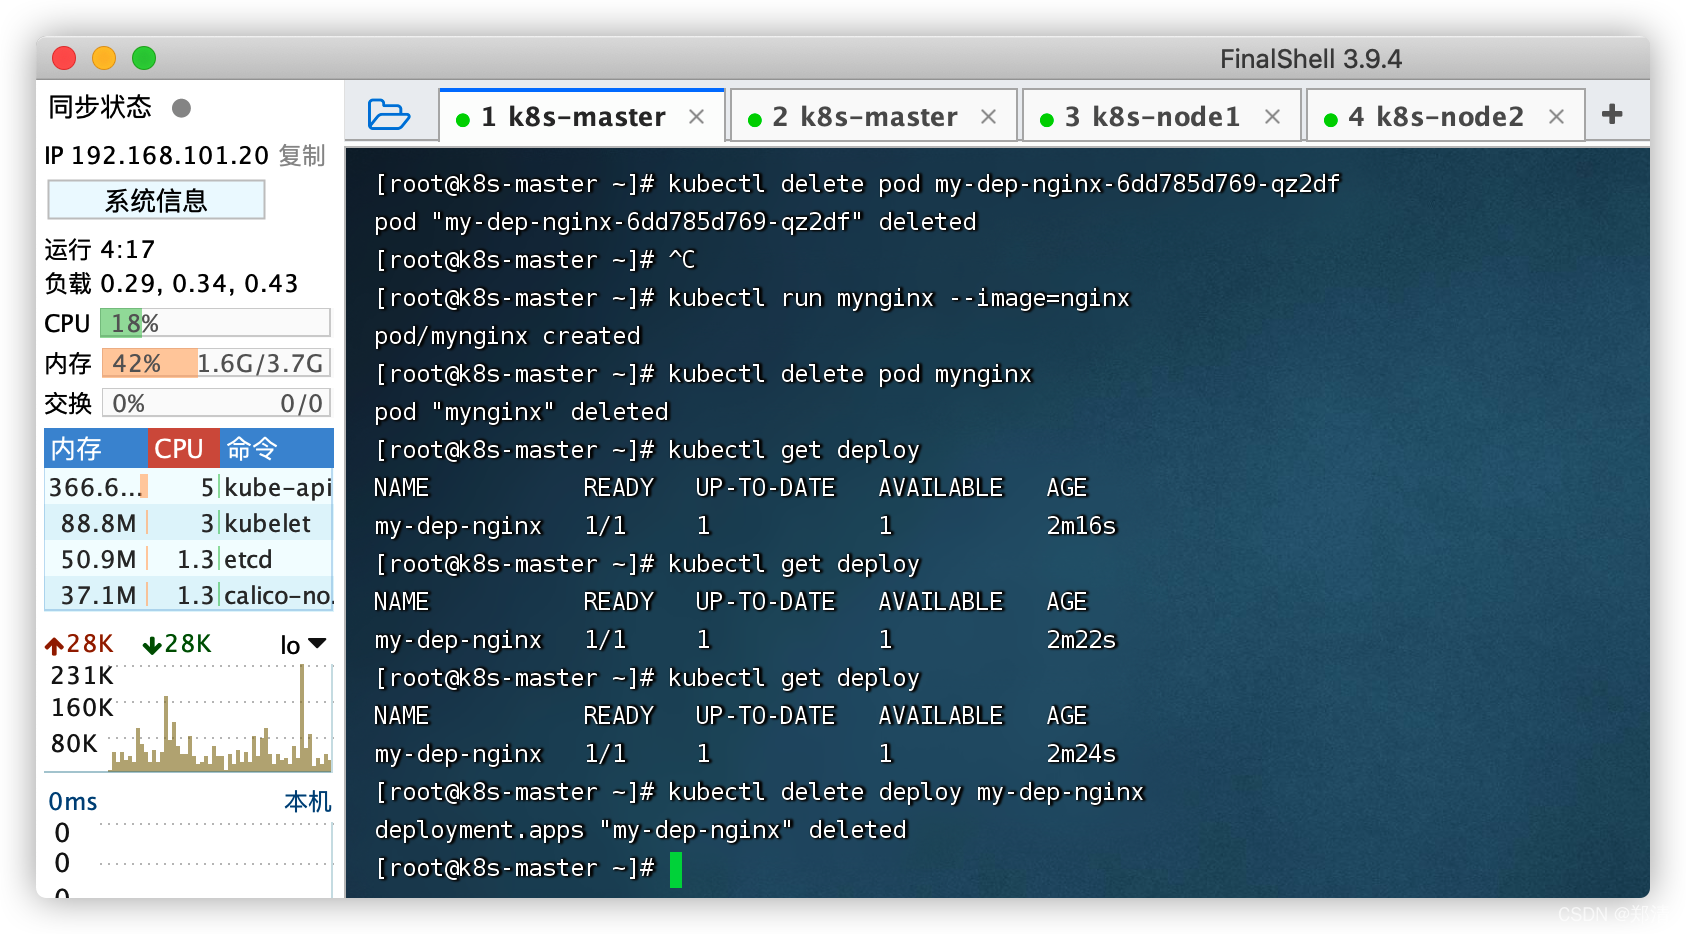 FinalShell 3.9.4
同步状态
IP 192.168.101.20 复制
系统信息
运行 4:17
负载 0.29, 0.34, 0.43
CPU 18%
内存 42% 1.6G/3.7G
交换 0% 0/0
内存 CPU 命令
366.6... 5 kube-api
88.8M 3 kubelet
50.9M 1.3 etcd
37.1M 1.3 calico-no.
28K 28K lo
231K
160K
80K
0ms 本机
0
0
0
1 k8s-master × 2 k8s-master × 3 k8s-node1 × 4 k8s-node2 × +
[root@k8s-master ~]# kubectl delete pod my-dep-nginx-6dd785d769-qz2df
pod "my-dep-nginx-6dd785d769-qz2df" deleted
[root@k8s-master ~]# ^C
[root@k8s-master ~]# kubectl run mynginx --image=nginx
pod/mynginx created
[root@k8s-master ~]# kubectl delete pod mynginx
pod "mynginx" deleted
[root@k8s-master ~]# kubectl get deploy
NAME READY UP-TO-DATE AVAILABLE AGE
my-dep-nginx 1/1 1 1 2m16s
[root@k8s-master ~]# kubectl get deploy
NAME READY UP-TO-DATE AVAILABLE AGE
my-dep-nginx 1/1 1 1 2m22s
[root@k8s-master ~]# kubectl get deploy
NAME READY UP-TO-DATE AVAILABLE AGE
my-dep-nginx 1/1 1 1 2m24s
[root@k8s-master ~]# kubectl delete deploy my-dep-nginx
deployment.apps "my-dep-nginx" deleted
[root@k8s-master ~]#
CSDN